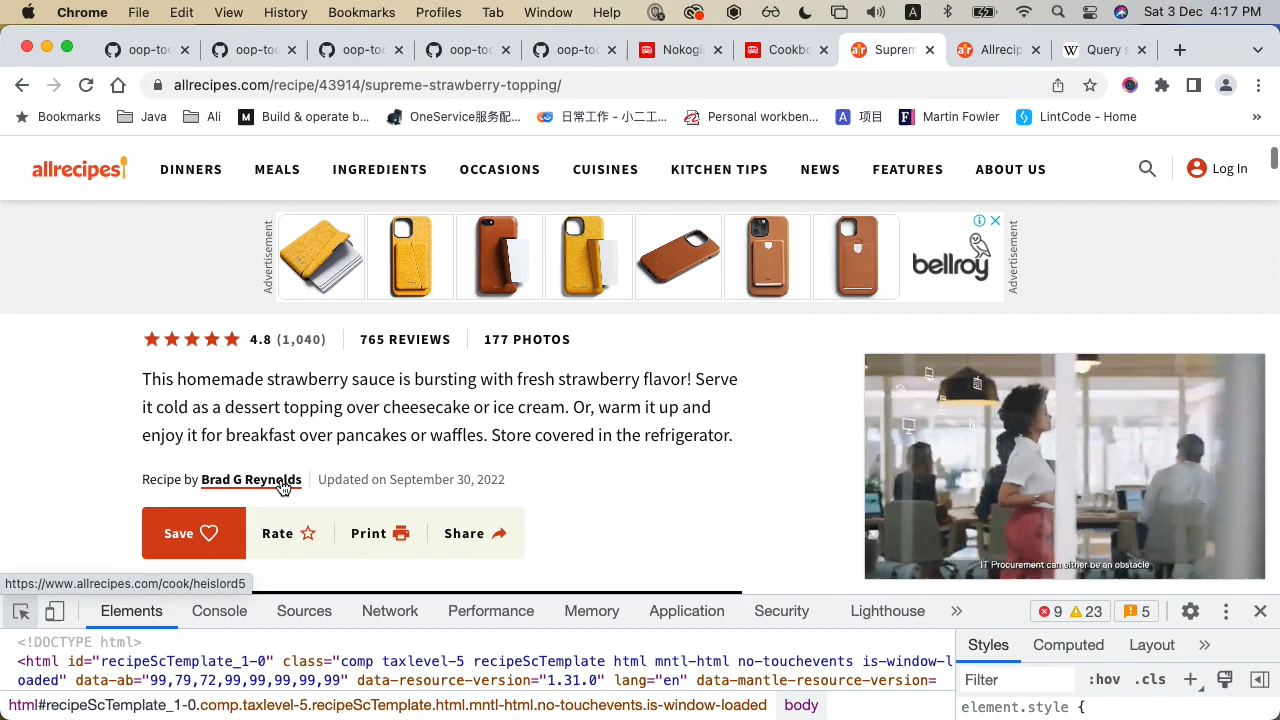 Chrome File Edit View History Bookmarks Profiles Tab Window Help A Sat 3 Dec 4:17 PM
oop-too oop-too oop-too oop-too oop-too Nokogi Cookbo Suprem Allrecip Query s
allrecipes.com/recipe/43914/supreme-strawberry-topping/
Bookmarks Java Ali Build & operate b... OneService服务配... 日常工作 - 小二工... Personal workben... 项目 Martin Fowler LintCode - Home »
allrecipes DINNERS MEALS INGREDIENTS OCCASIONS CUISINES KITCHEN TIPS NEWS FEATURES ABOUT US Log In
Advertisement bellroy Advertisement
4.8 (1,040) 765 REVIEWS 177 PHOTOS
This homemade strawberry sauce is bursting with fresh strawberry flavor! Serve
it cold as a dessert topping over cheesecake or ice cream. Or, warm it up and
enjoy it for breakfast over pancakes or waffles. Store covered in the refrigerator.
Recipe by Brad G Reynolds Updated on September 30, 2022
Save Rate Print Share
IT Procurement can either be an obstacle
https://www.allrecipes.com/cook/heislord5
Elements Console Sources Network Performance Memory Application Security Lighthouse » 9 23 5
<!DOCTYPE html>
<html id="recipeScTemplate_1-0" class="comp taxlevel-5 recipeScTemplate html mntl-html no-touchevents is-window-l
oaded" data-ab="99,79,72,99,99,99,99,99" data-resource-version="1.31.0" lang="en" data-mantle-resource-version=
html#recipeScTemplate_1-0.comp.taxlevel-5.recipeScTemplate.html.mntl-html.no-touchevents.is-window-loaded body
Styles Computed Layout »
Filter :hov .cls +
element.style {